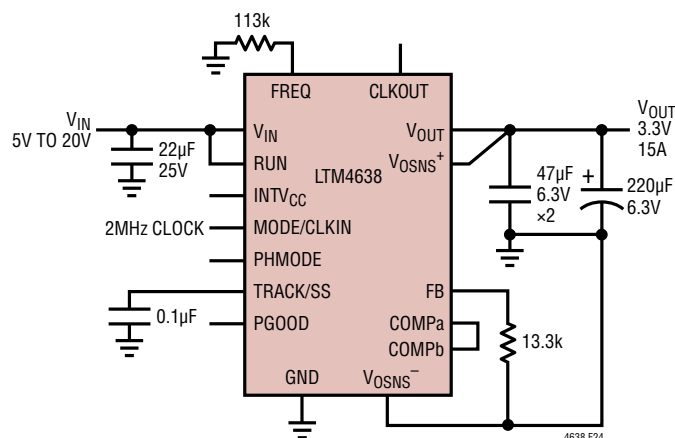 113k
FREQ
CLKOUT
VIN
5V TO 20V
22µF
25V
VIN
RUN
INTVCC
MODE/CLKIN
2MHz CLOCK
PHMODE
TRACK/SS
0.1µF
PGOOD
GND
LTM4638
VOUT
VOSNS+
FB
COMPa
COMPb
VOSNS−
47µF
6.3V
×2
+
220µF
6.3V
VOUT
3.3V
15A
13.3k
4638 F24